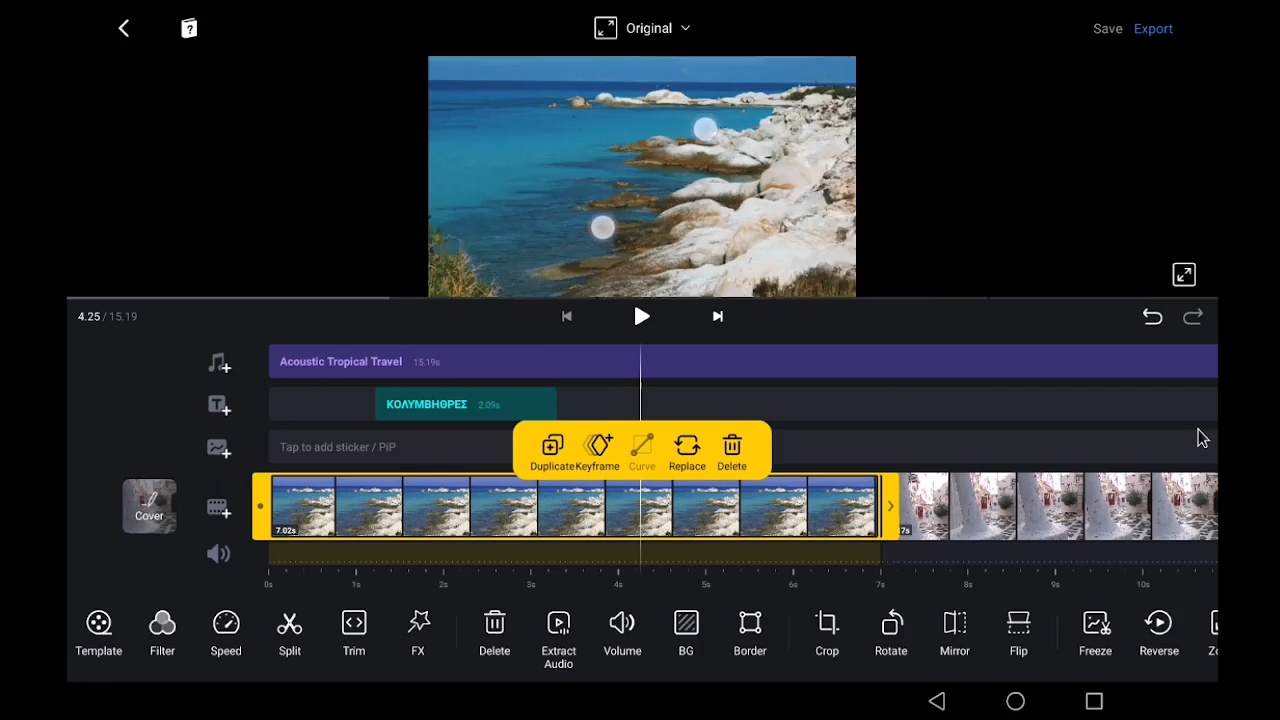 Original
Save
Export
4.25 / 15.19
Acoustic Tropical Travel 15.19s
ΚΟΛΥΜΒΗΘΡΕΣ 2.09s
Duplicate
Keyframe
Curve
Replace
Delete
Tap to add sticker / PiP
Cover
7.02s
7s
0s
1s
2s
3s
4s
5s
6s
7s
8s
9s
10s
Template
Filter
Speed
Split
Trim
FX
Delete
Extract
Audio
Volume
BG
Border
Crop
Rotate
Mirror
Flip
Freeze
Reverse